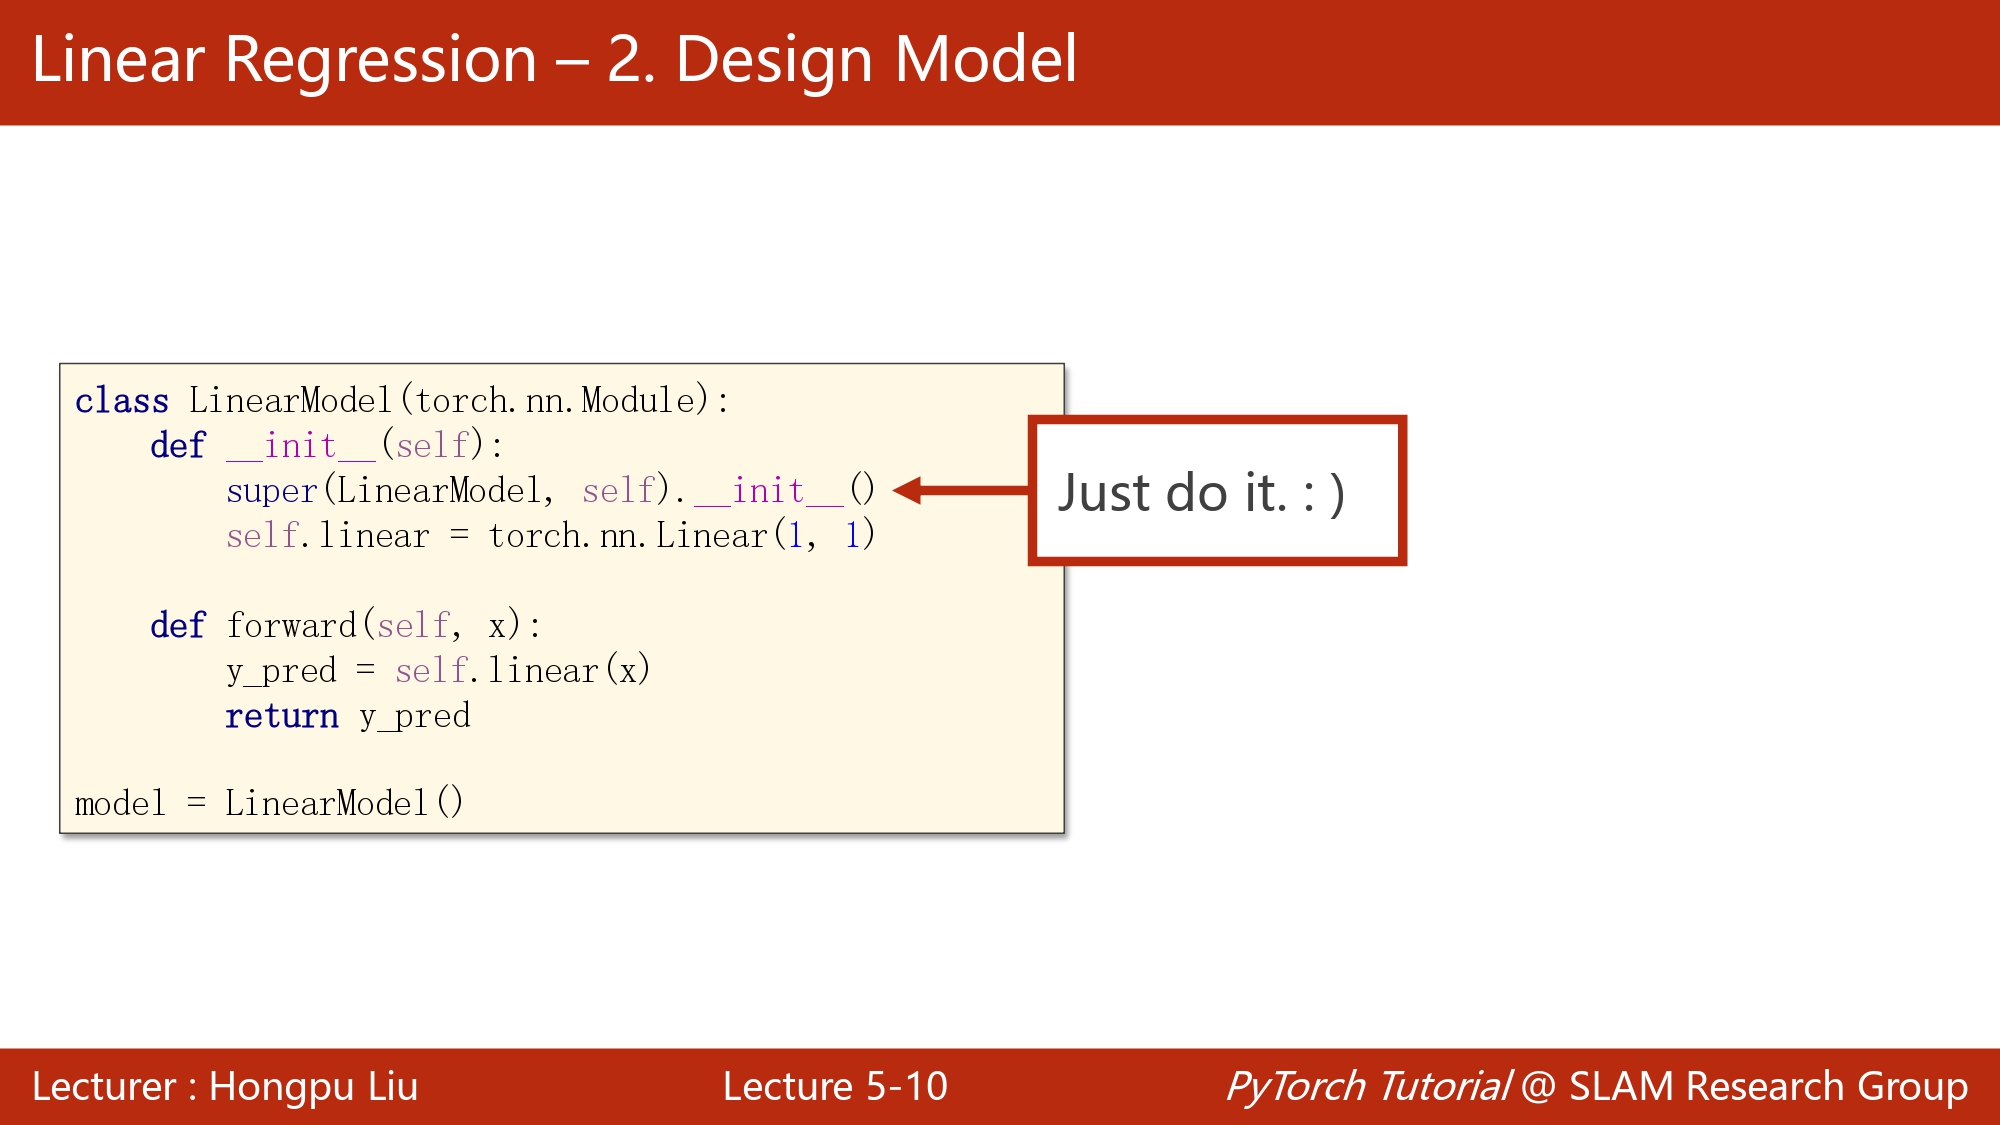 Linear Regression – 2. Design Model
class LinearModel(torch.nn.Module):
    def __init__(self):
        super(LinearModel, self).__init__()
        self.linear = torch.nn.Linear(1, 1)
    def forward(self, x):
        y_pred = self.linear(x)
        return y_pred
model = LinearModel()
Just do it. : )
Lecturer : Hongpu Liu
Lecture 5-10
PyTorch Tutorial @ SLAM Research Group